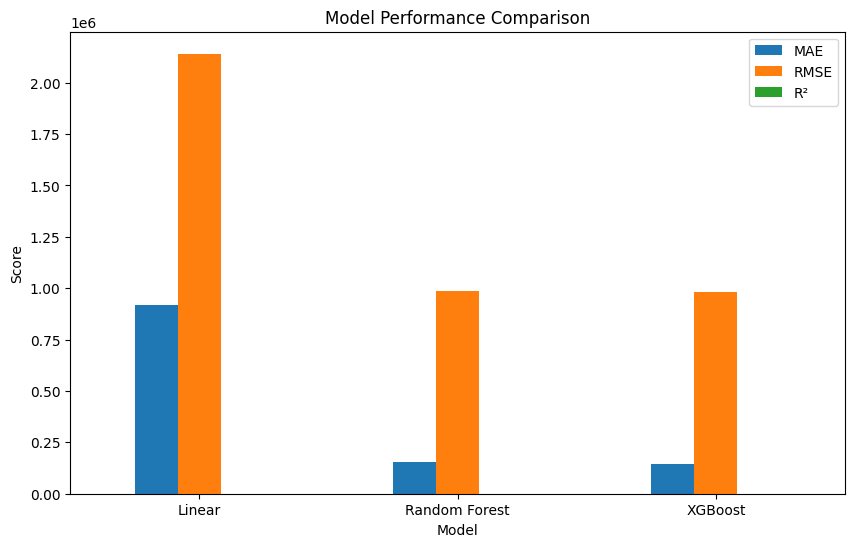 Model Performance Comparison
1e6
MAE
RMSE
R²
2.00
1.75
1.50
1.25
1.00
0.75
0.50
0.25
0.00
Score
Linear
Random Forest
XGBoost
Model